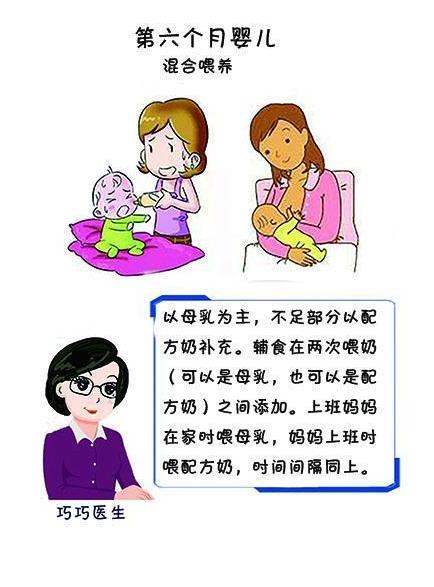 第六个月婴儿
混合喂养
以母乳为主，不足部分以配
方奶补充。辅食在两次喂奶
（可以是母乳，也可以是配
方奶）之间添加。上班妈妈
在家时喂母乳，妈妈上班时
喂配方奶，时间间隔同上。
巧巧医生